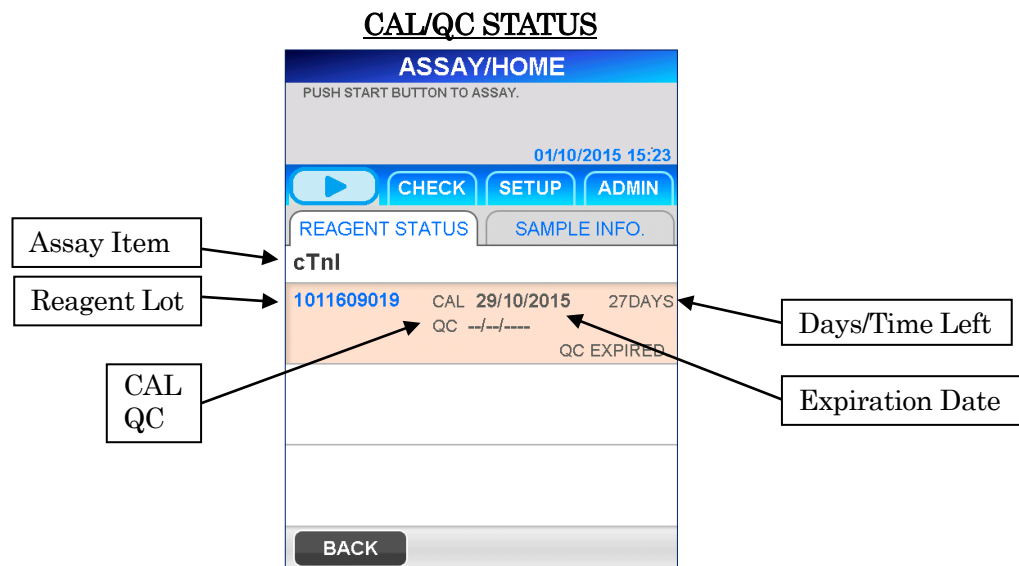 CAL/QC STATUS
ASSAY/HOME
PUSH START BUTTON TO ASSAY.
01/10/2015 15:23
CHECK SETUP ADMIN
REAGENT STATUS SAMPLE INFO.
Assay Item
cTnI
Reagent Lot
1011609019 CAL 29/10/2015 27DAYS
QC --/--/----
Days/Time Left
QC EXPIRED
CAL
QC
Expiration Date
BACK